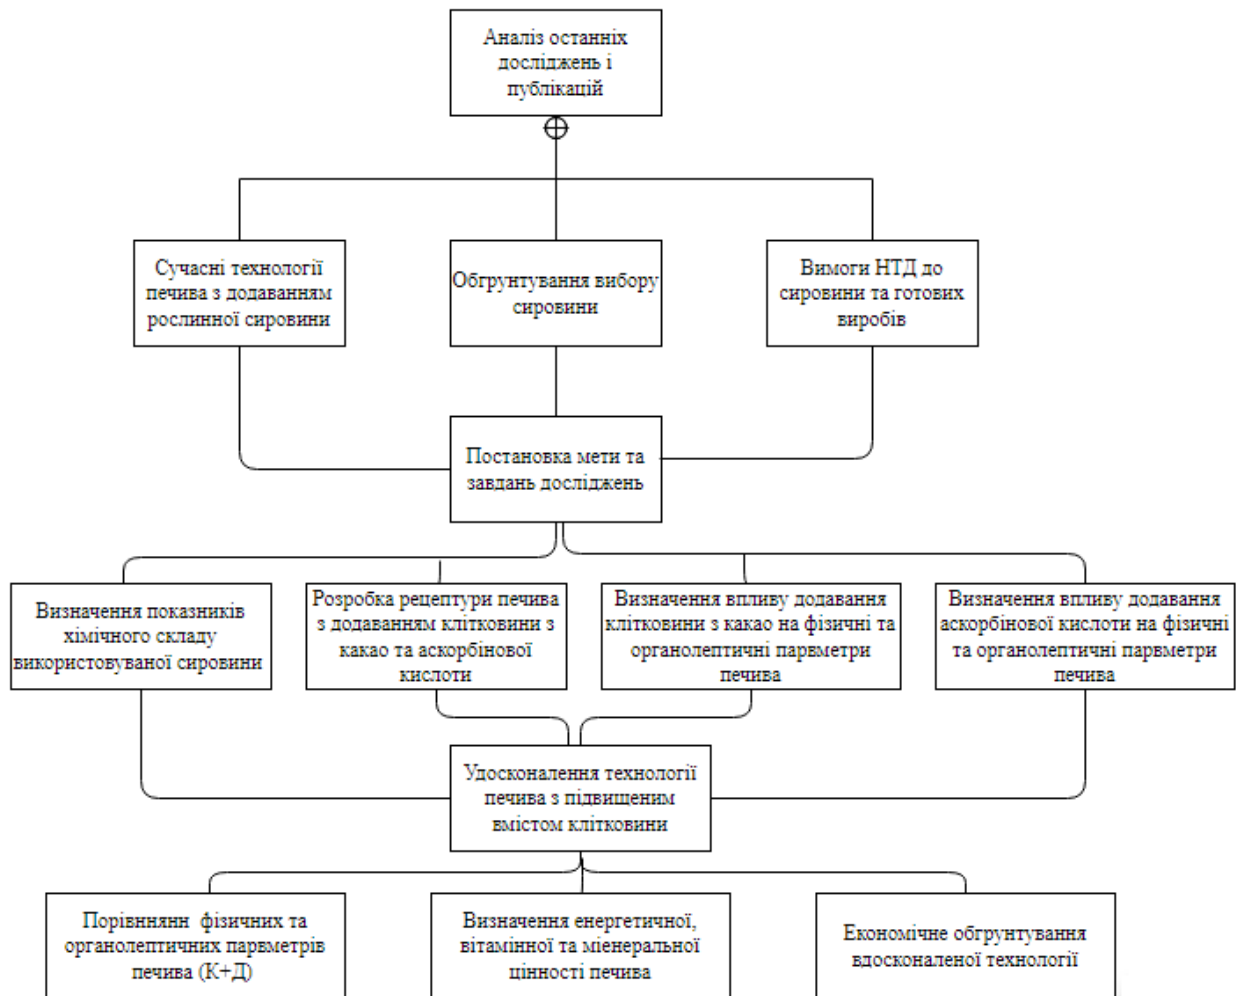 Аналіз останніх
досліджень і
публікацій
Сучасні технології
печива з додаванням
рослинної сировини
Обгрунтування вибору
сировини
Вимоги НТД до
сировини та готових
виробів
Постановка мети та
завдань досліджень
Визначення показників
хімічного складу
використовуваної сировини
Розробка рецептури печива
з додаванням клітковини з
какао та аскорбінової
кислоти
Визначення впливу додавання
клітковини з какао на фізичні та
органолептичні парвметри
печива
Визначення впливу додавання
аскорбінової кислоти на фізичні
та органолептичні парвметри
печива
Удосконалення технології
печива з підвищеним
вмістом клітковини
Порівннянн фізичних та
органолептичних парвметрів
печива (К+Д)
Визначення енергетичної,
вітамінної та міенеральної
цінності печива
Економічне обгрунтування
вдосконаленої технології